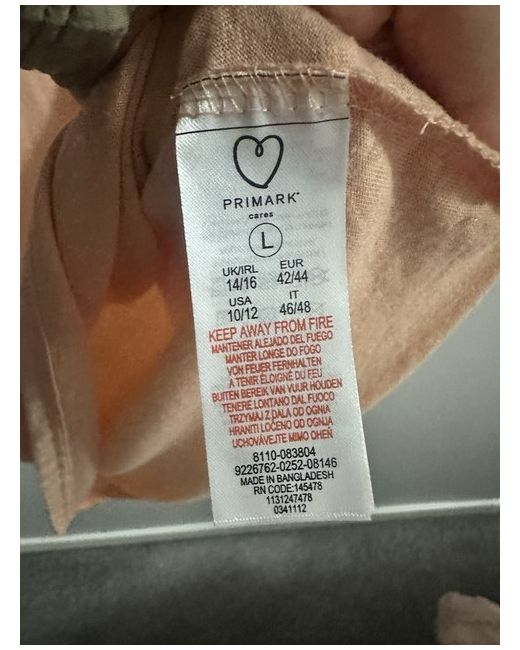 PRIMARK
cares
L
UK/IRL EUR
14/16 42/44
USA IT
10/12 46/48
KEEP AWAY FROM FIRE
MANTENER ALEJADO DEL FUEGO
MANTER LONGE DO FOGO
VON FEUER FERNHALTEN
A TENIR ÉLOIGNÉ DU FEU
BUITEN BEREIK VAN VUUR HOUDEN
TENERE LONTANO DAL FUOCO
TRZYMAJ Z DALA OD OGNIA
HRANITI LOČENO OD OGNJA
UCHOVÁVEJTE MIMO OHEŇ
8110-083804
9226762-0252-08146
MADE IN BANGLADESH
RN CODE:145478
1131247478
0341112